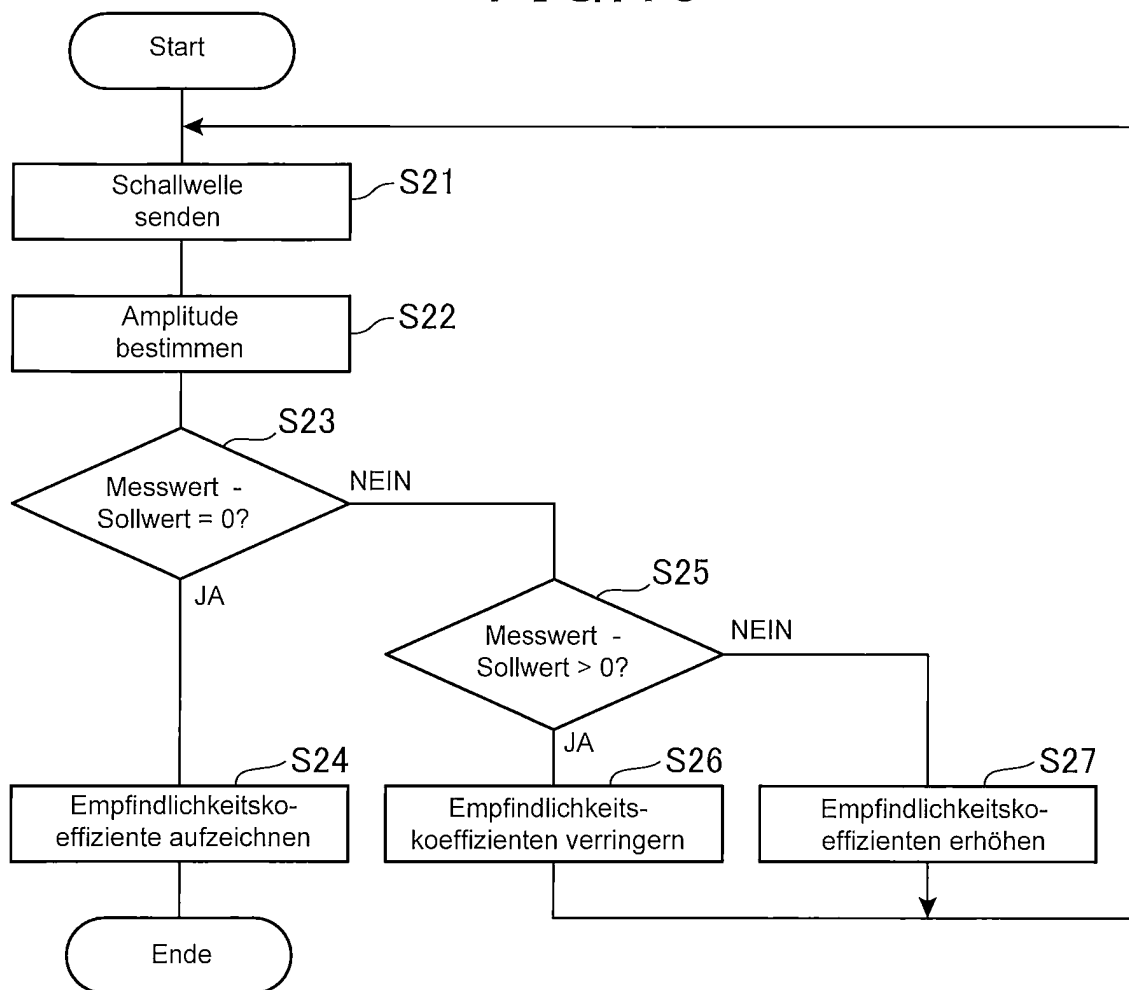 Start
Schallwelle
senden
S21
Amplitude
bestimmen
S22
S23
Messwert -
Sollwert = 0?
NEIN
JA
S25
Messwert -
Sollwert > 0?
NEIN
JA
S24
Empfindlichkeitsko-
effiziente aufzeichnen
S26
Empfindlichkeits-
koeffizienten verringern
S27
Empfindlichkeitsko-
effizienten erhöhen
Ende